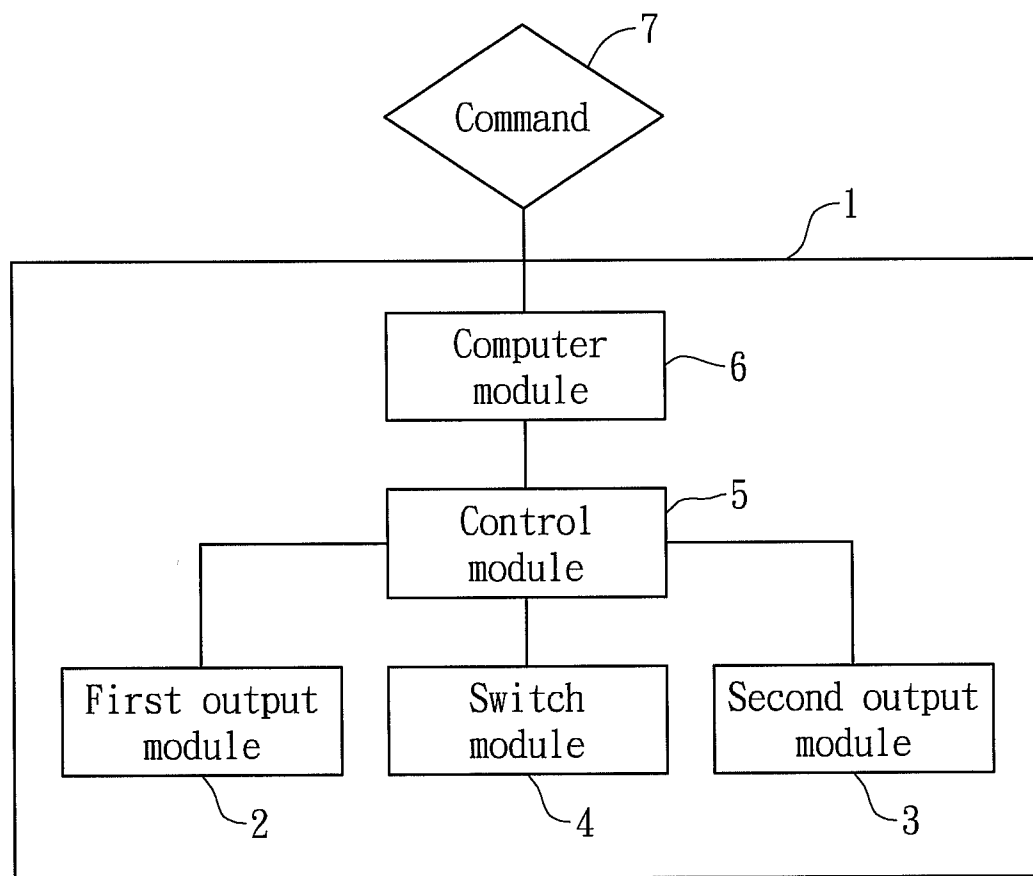 7
Command
1
Computer
module
6
5
Control
module
First output
module
Switch
module
Second output
module
2
4
3